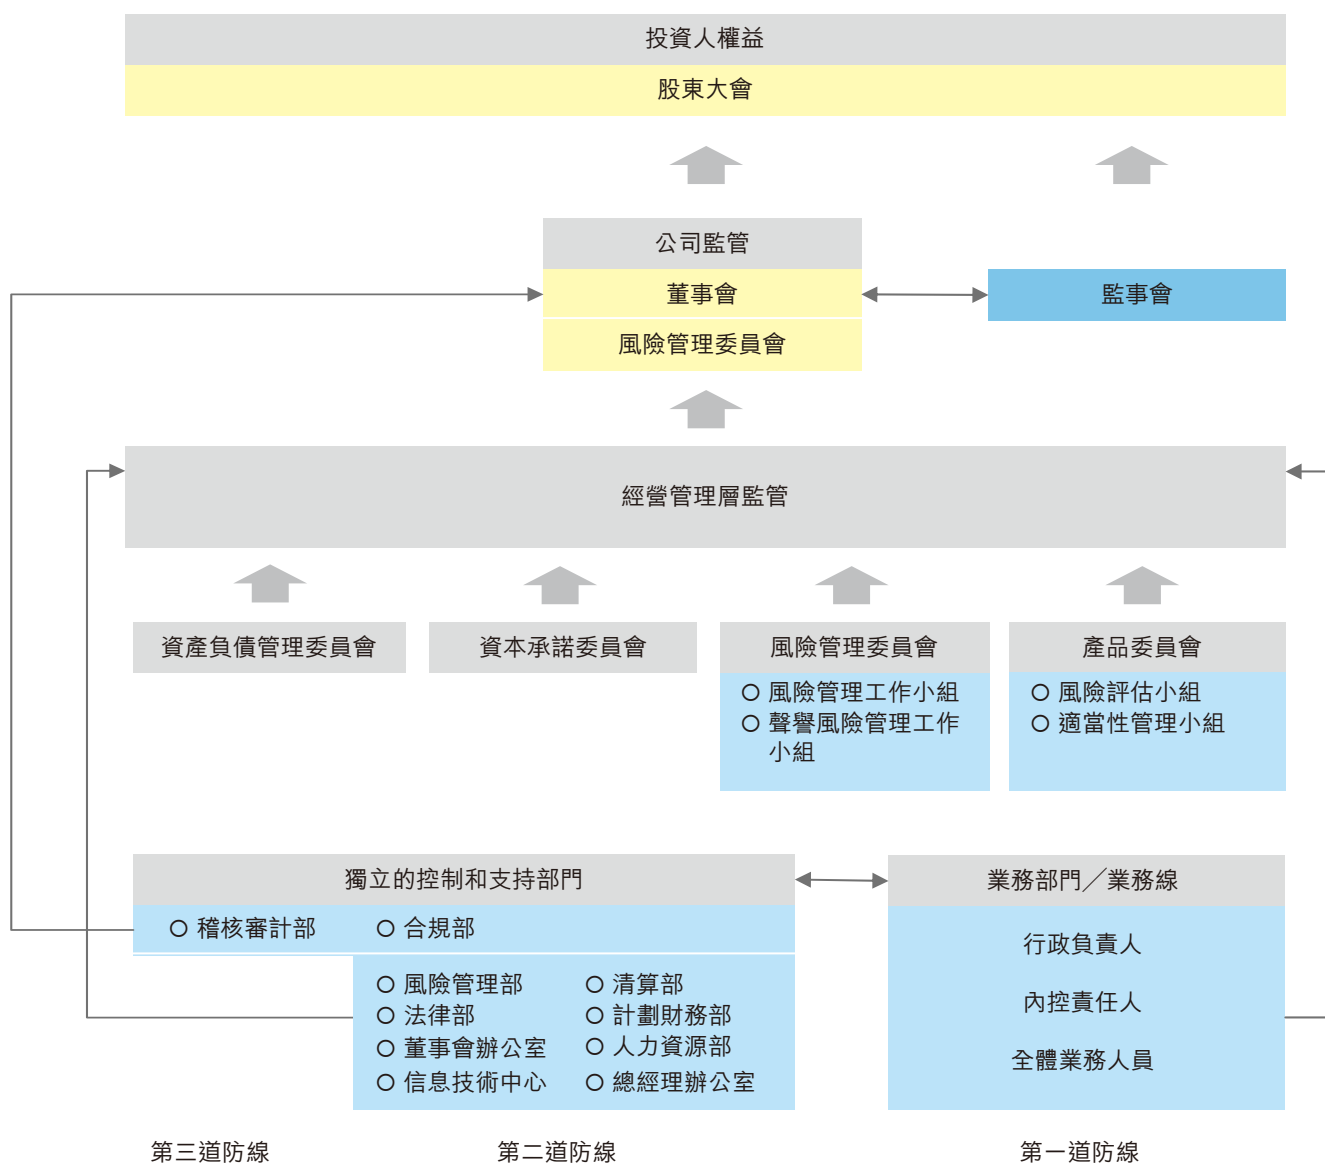 投資人權益
股東大會
公司監管
董事會
監事會
風險管理委員會
經營管理層監管
資產負債管理委員會
資本承諾委員會
風險管理委員會
○ 風險管理工作小組
○ 聲譽風險管理工作
小組
產品委員會
○ 風險評估小組
○ 適當性管理小組
獨立的控制和支持部門
○ 稽核審計部
○ 合規部
○ 風險管理部
○ 法律部
○ 董事會辦公室
○ 信息技術中心
○ 清算部
○ 計劃財務部
○ 人力資源部
○ 總經理辦公室
業務部門╱業務線
行政負責人
內控責任人
全體業務人員
第三道防線
第二道防線
第一道防線